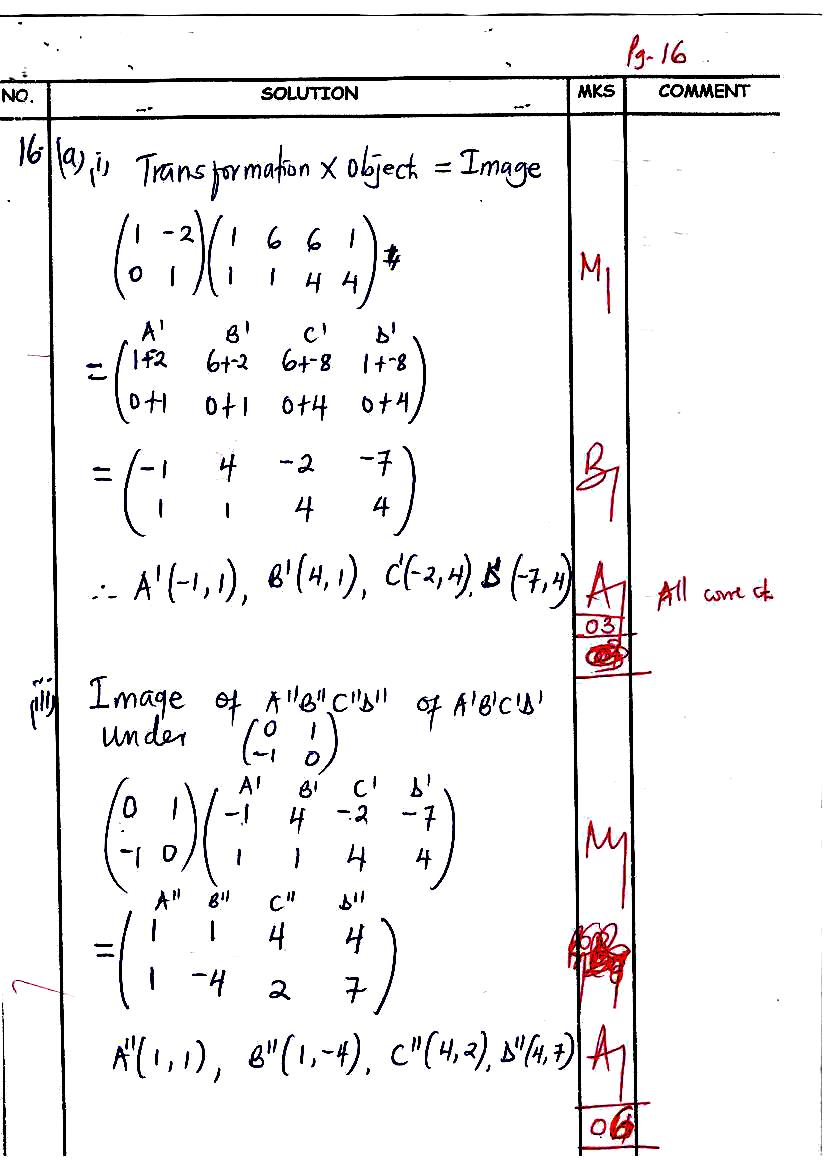 Pg-16
NO. SOLUTION MKS COMMENT
16 (a) (i) Transformation x object = Image
(1 -2) (1 6 6 1)
(0 1) (1 1 4 4) M1
A' B' C' D'
= (1+-2 6+-2 6+-8 1+-8)
(0+1 0+1 0+4 0+4)
= (-1 4 -2 -7) B1
(1 1 4 4)
∴ A'(-1,1), B'(4,1), C'(-2,4), D'(-7,4) A1 All correct
03
(ii) Image of A"B"C"D" of A'B'C'D'
under (0 1)
(-1 0)
A' B' C' D'
(0 1) (-1 4 -2 -7)
(-1 0) (1 1 4 4) M1
A" B" C" D"
= (1 1 4 4)
(1 -4 2 7)
A"(1,1), B"(1,-4), C"(4,2), D"(4,7) A1